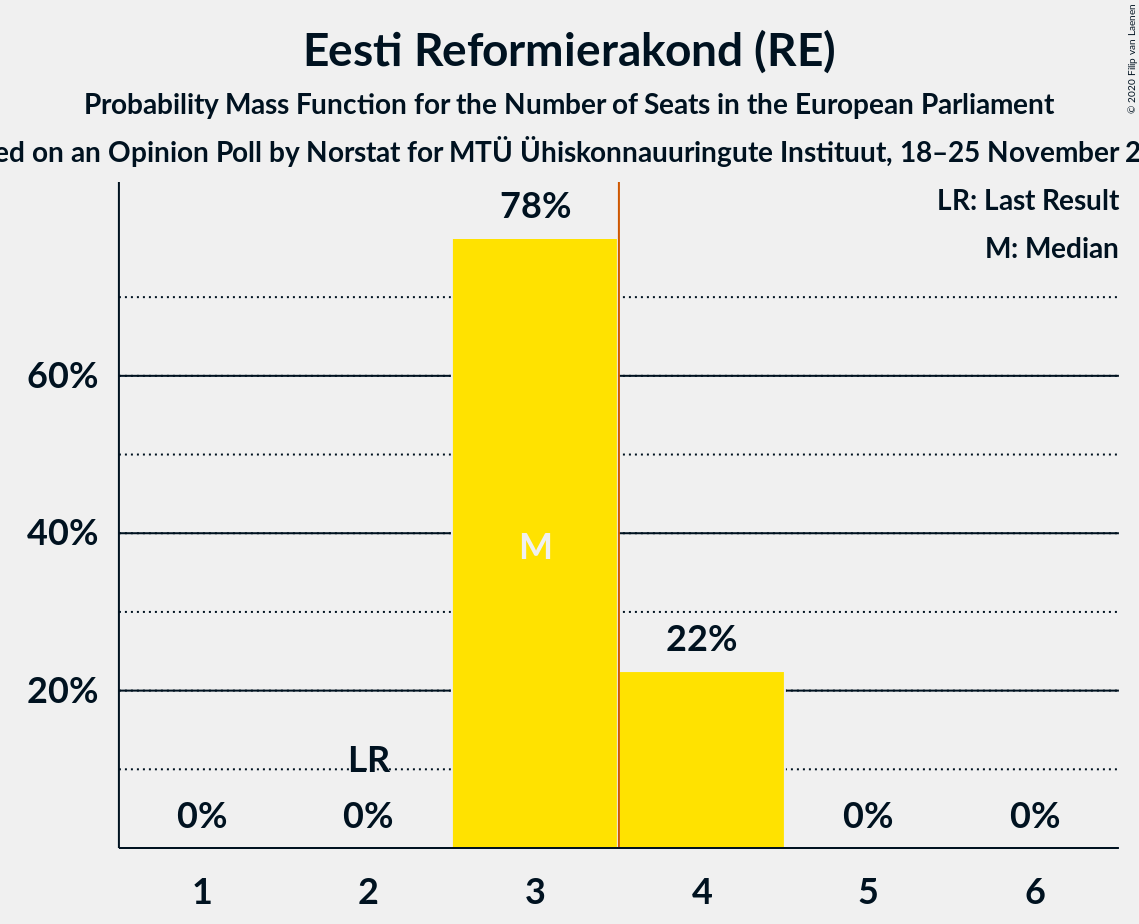 Eesti Reformierakond (RE)
Probability Mass Function for the Number of Seats in the European Parliament
on an Opinion Poll by Norstat for MTÜ Ühiskonnauuringute Instituut, 18–25 November
© 2020 Filip van Laenen
LR: Last Result
M: Median
78%
60%
M
40%
22%
20%
LR
0%
0%
0%
0%
1
2
3
4
5
6